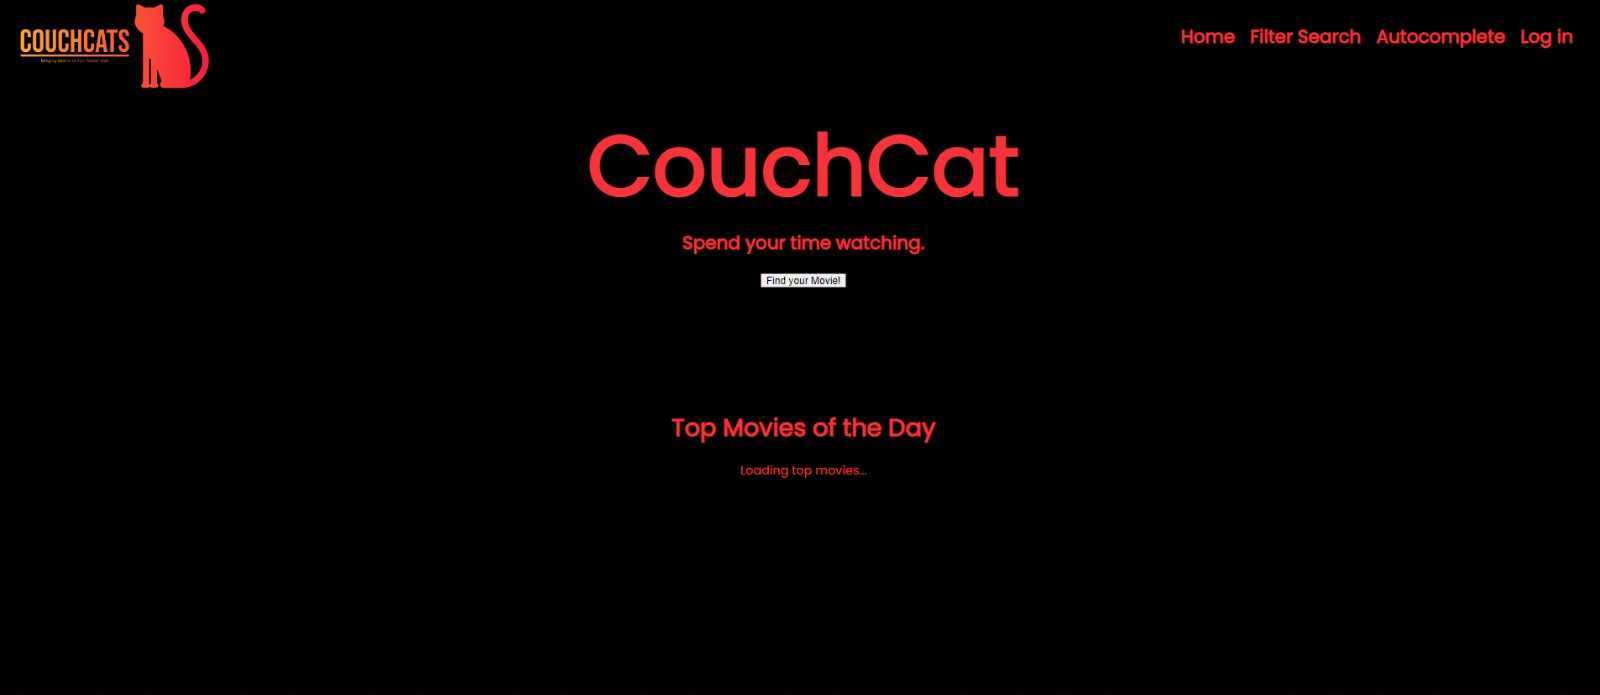 COUCHCATS
Home Filter Search Autocomplete Log in
CouchCat
Spend your time watching.
Find your Movie!
Top Movies of the Day
Loading top movies...